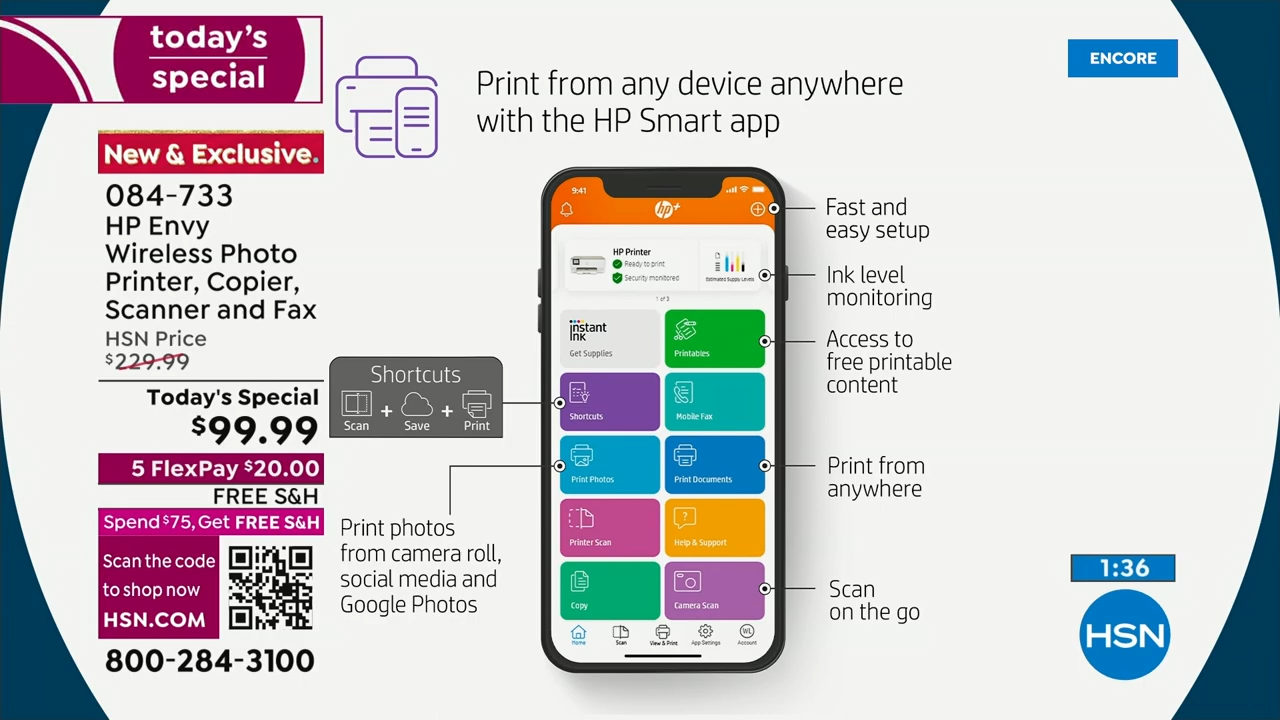 today's
special
New & Exclusive.
084-733
HP Envy
Wireless Photo
Printer, Copier,
Scanner and Fax
HSN Price
$229.99
Today's Special
$99.99
5 FlexPay $20.00
FREE S&H
Spend $75, Get FREE S&H
Scan the code
to shop now
HSN.COM
800-284-3100
Print from any device anywhere
with the HP Smart app
ENCORE
9:41
hp+
HP Printer
Ready to print
Security monitored
Estimated Supply Levels
1 of 3
instant
ink
Get Supplies
Printables
Shortcuts
Mobile Fax
Print Photos
Print Documents
Printer Scan
Help & Support
Copy
Camera Scan
Home
Scan
View & Print
App Settings
WL
Account
Shortcuts
Scan + Save + Print
Print photos
from camera roll,
social media and
Google Photos
Fast and
easy setup
Ink level
monitoring
Access to
free printable
content
Print from
anywhere
Scan
on the go
1:36
HSN